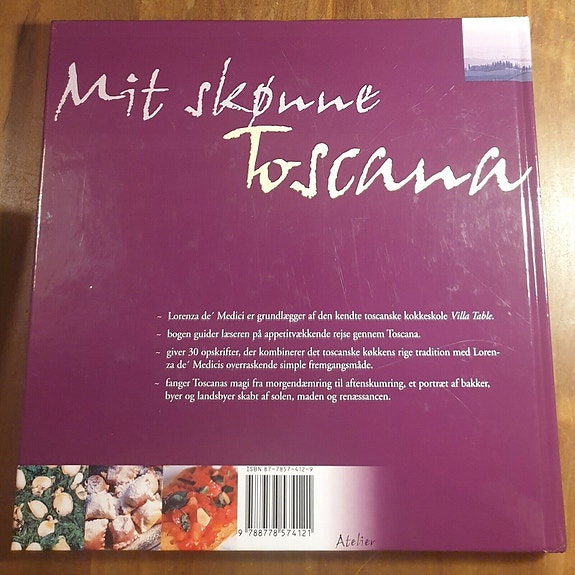 Mit skønne
Toscana
~ Lorenza de´ Medici er grundlægger af den kendte toscanske kokkeskole Villa Table.
~ bogen guider læseren på appetitvækkende rejse gennem Toscana.
~ giver 30 opskrifter, der kombinerer det toscanske køkkens rige tradition med Loren-
za de´ Medicis overraskende simple fremgangsmåde.
~ fanger Toscanas magi fra morgendæmring til aftenskumring, et portræt af bakker,
byer og landsbyer skabt af solen, maden og renæssancen.
ISBN 87-7857-412-9
9 788778 574121
Atelier